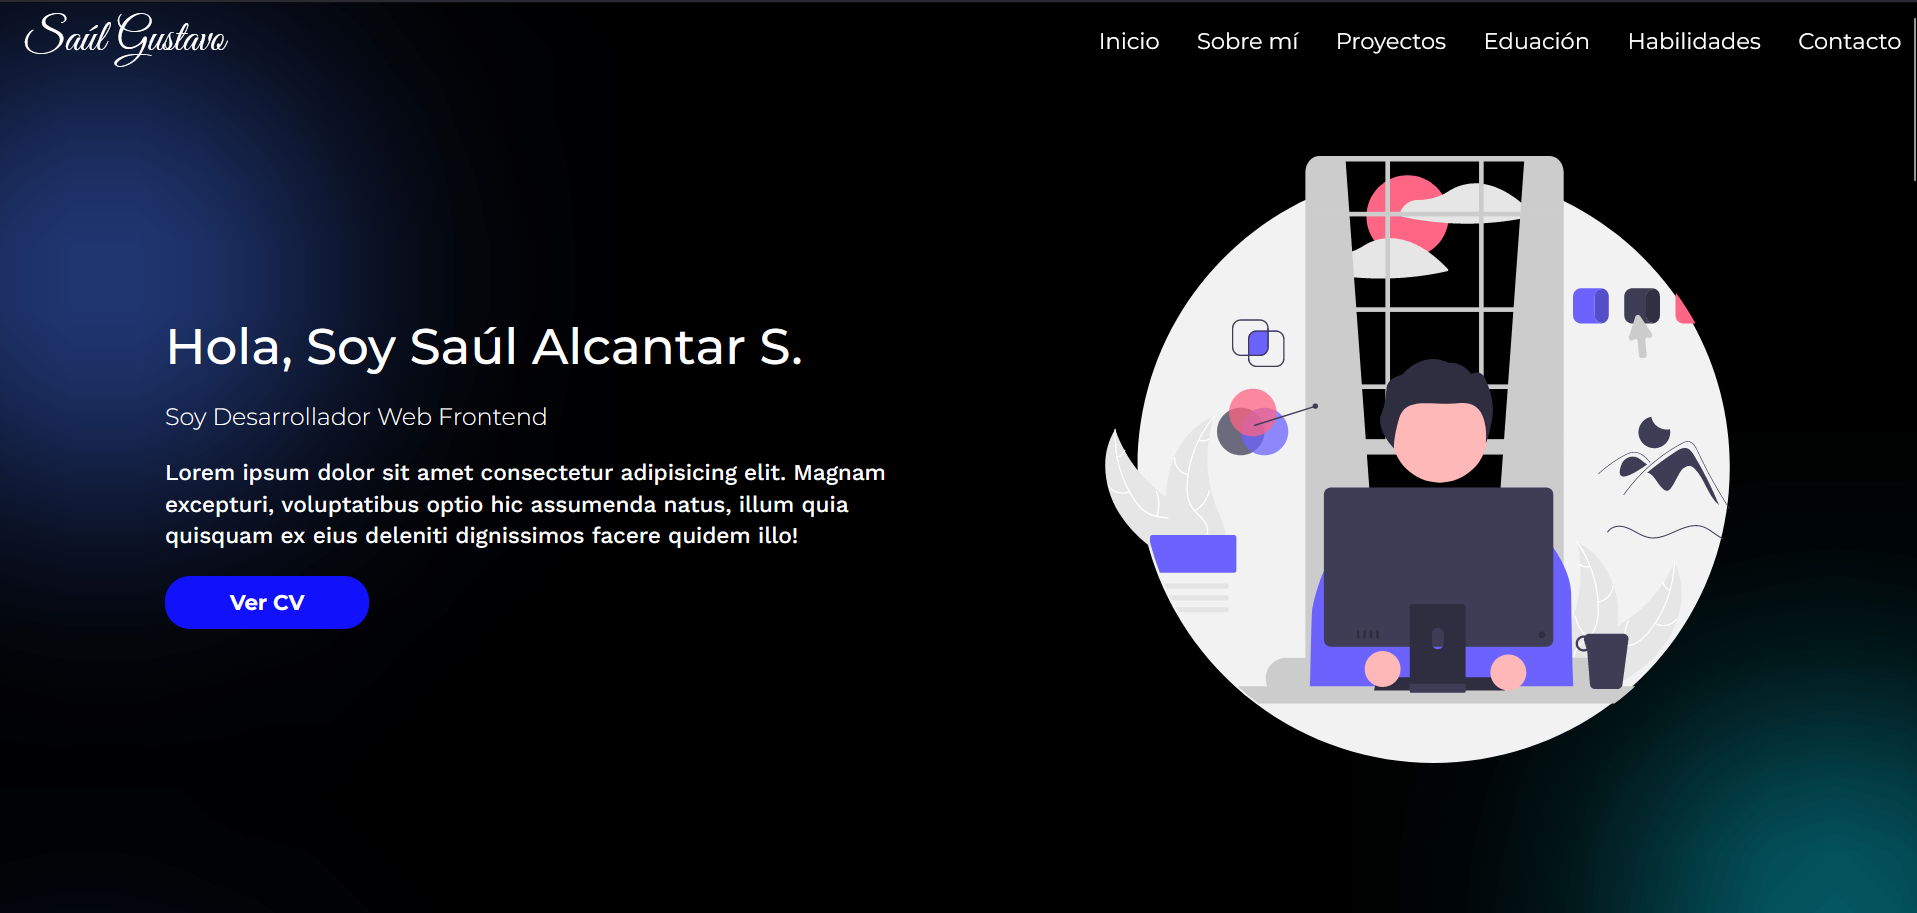 Saúl Gustavo
Inicio Sobre mí Proyectos Eduación Habilidades Contacto
Hola, Soy Saúl Alcantar S.
Soy Desarrollador Web Frontend
Lorem ipsum dolor sit amet consectetur adipisicing elit. Magnam
excepturi, voluptatibus optio hic assumenda natus, illum quia
quisquam ex eius deleniti dignissimos facere quidem illo!
Ver CV